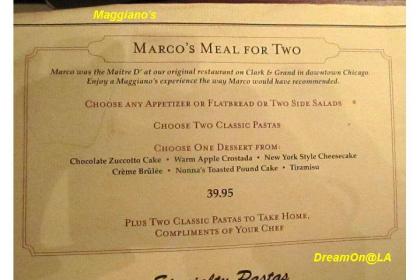 Maggiano's
MARCO'S MEAL FOR TWO
Marco was the Maitre D' at our original restaurant on Clark & Grand in downtown Chicago.
Enjoy a Maggiano's experience the way Marco would have recommended.
CHOOSE ANY APPETIZER OR FLATBREAD OR TWO SIDE SALADS
CHOOSE TWO CLASSIC PASTAS
CHOOSE ONE DESSERT FROM:
Chocolate Zuccotto Cake • Warm Apple Crostada • New York Style Cheesecake
Crème Brûlée • Nonna's Toasted Pound Cake • Tiramisu
39.95
PLUS TWO CLASSIC PASTAS TO TAKE HOME,
COMPLIMENTS OF YOUR CHEF
DreamOn@LA
Specialty Pastas